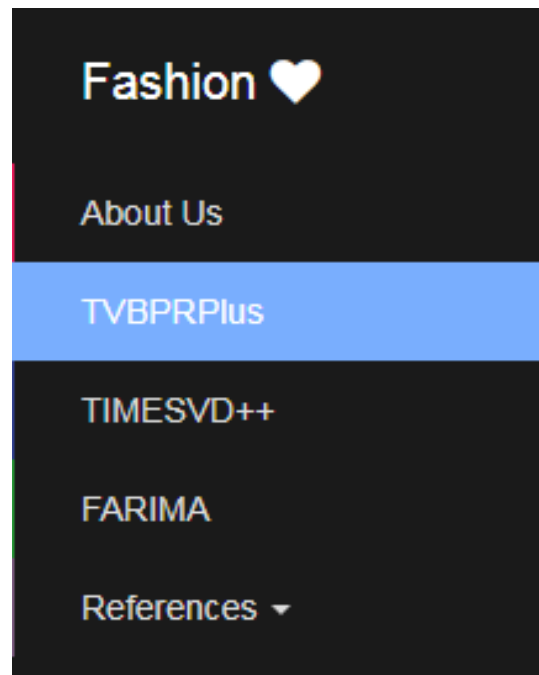 Fashion
About Us
TVBPRPlus
TIMESVD++
FARIMA
References